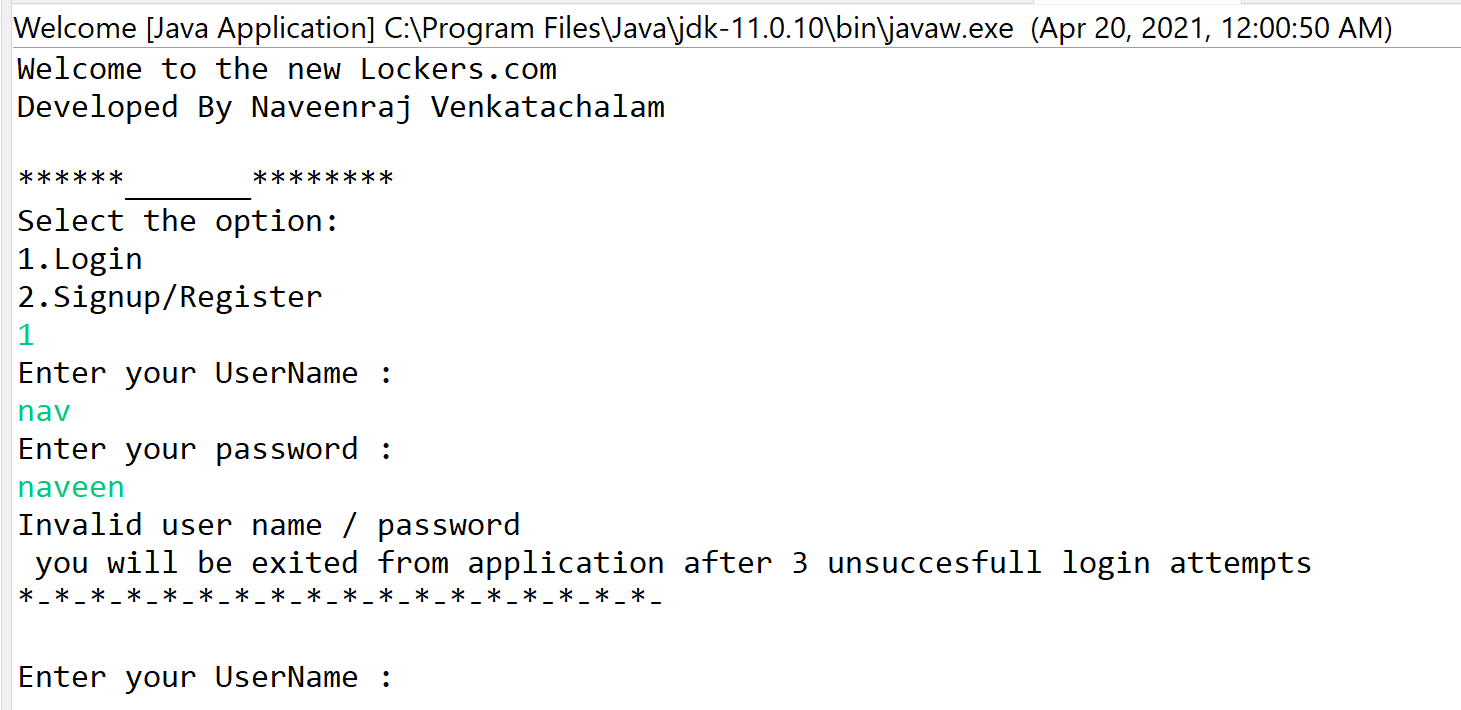 Welcome [Java Application] C:\Program Files\Java\jdk-11.0.10\bin\javaw.exe (Apr 20, 2021, 12:00:50 AM)
Welcome to the new Lockers.com
Developed By Naveenraj Venkatachalam
******_______********
Select the option:
1.Login
2.Signup/Register
1
Enter your UserName :
nav
Enter your password :
naveen
Invalid user name / password
 you will be exited from application after 3 unsuccesfull login attempts
*-*-*-*-*-*-*-*-*-*-*-*-*-*-*-*-*-*-
Enter your UserName :